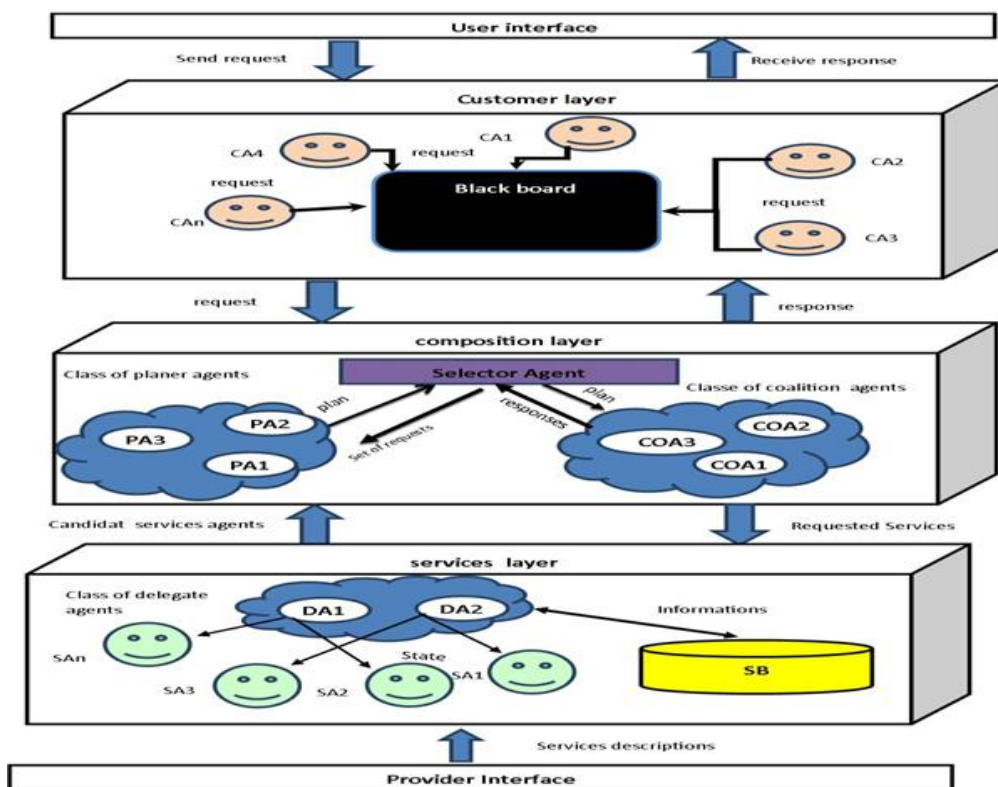 User interface
Send request
Receive response
Customer layer
CA1
CA4
request
CA2
Black board
request
request
CAn
CA3
request
response
composition layer
Class of planer agents
Selector Agent
Classe of coalition agents
plan
plan
responses
Set of requests
PA2
PA3
PA1
COA2
COA3
COA1
Candidat services agents
Requested Services
services layer
Class of delegate
agents
DA1
DA2
Informations
SAn
State
SA3
SA2
SA1
SB
Services descriptions
Provider Interface